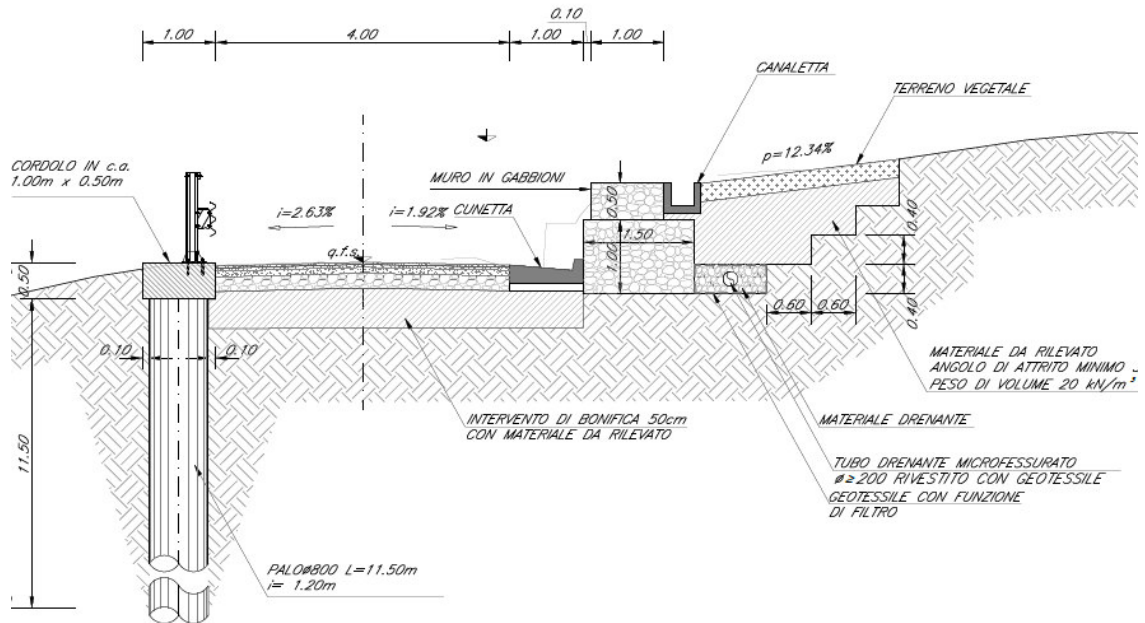 0.10
1.00
4.00
1.00
1.00
CANALETTA
TERRENO VEGETALE
p=12.34%
CORDOLO IN c.a.
1.00m x 0.50m
MURO IN GABBIONI
i=2.63%
i=1.92%
CUNETTA
q.f.s.
0.50
1.50
1.00
0.50
0.40
0.40
0.60
0.60
0.10
0.10
11.50
MATERIALE DA RILEVATO
ANGOLO DI ATTRITO MINIMO
PESO DI VOLUME 20 kN/m³
INTERVENTO DI BONIFICA 50cm
CON MATERIALE DA RILEVATO
MATERIALE DRENANTE
TUBO DRENANTE MICROFESSURATO
Ø≥200 RIVESTITO CON GEOTESSILE
GEOTESSILE CON FUNZIONE
DI FILTRO
PALOØ800 L=11.50m
i= 1.20m